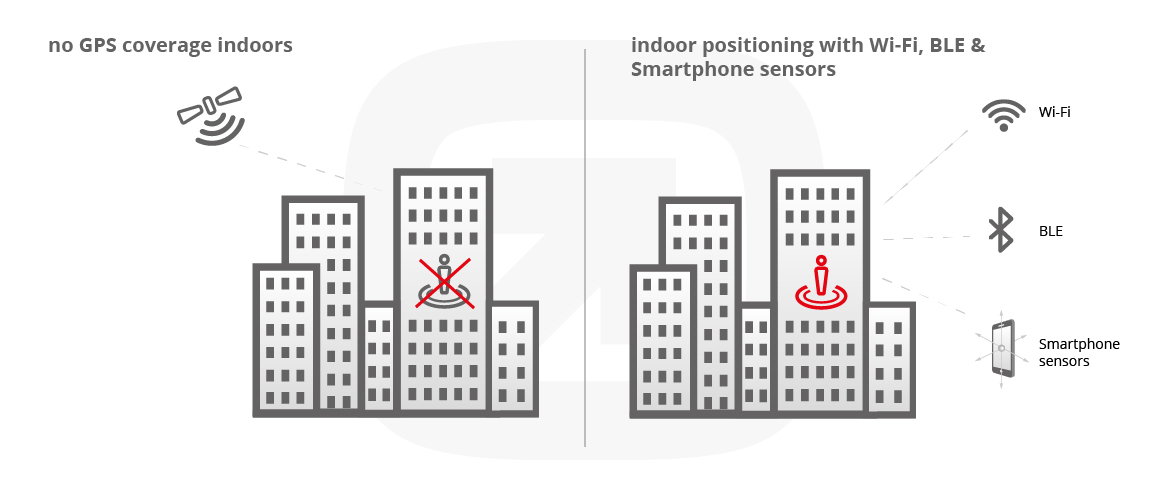 no GPS coverage indoors
indoor positioning with Wi-Fi, BLE &
Smartphone sensors
Wi-Fi
BLE
Smartphone
sensors